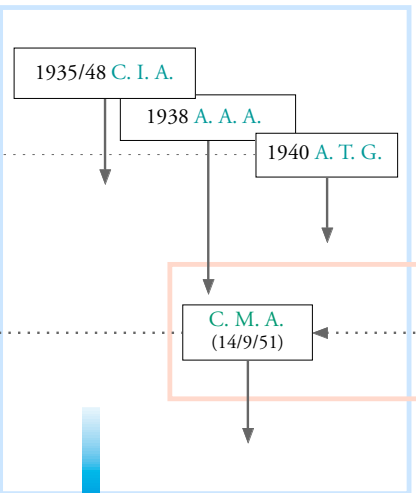 1935/48 C. I. A.
1938 A. A. A.
1940 A. T. G.
C. M. A.
(14/9/51)